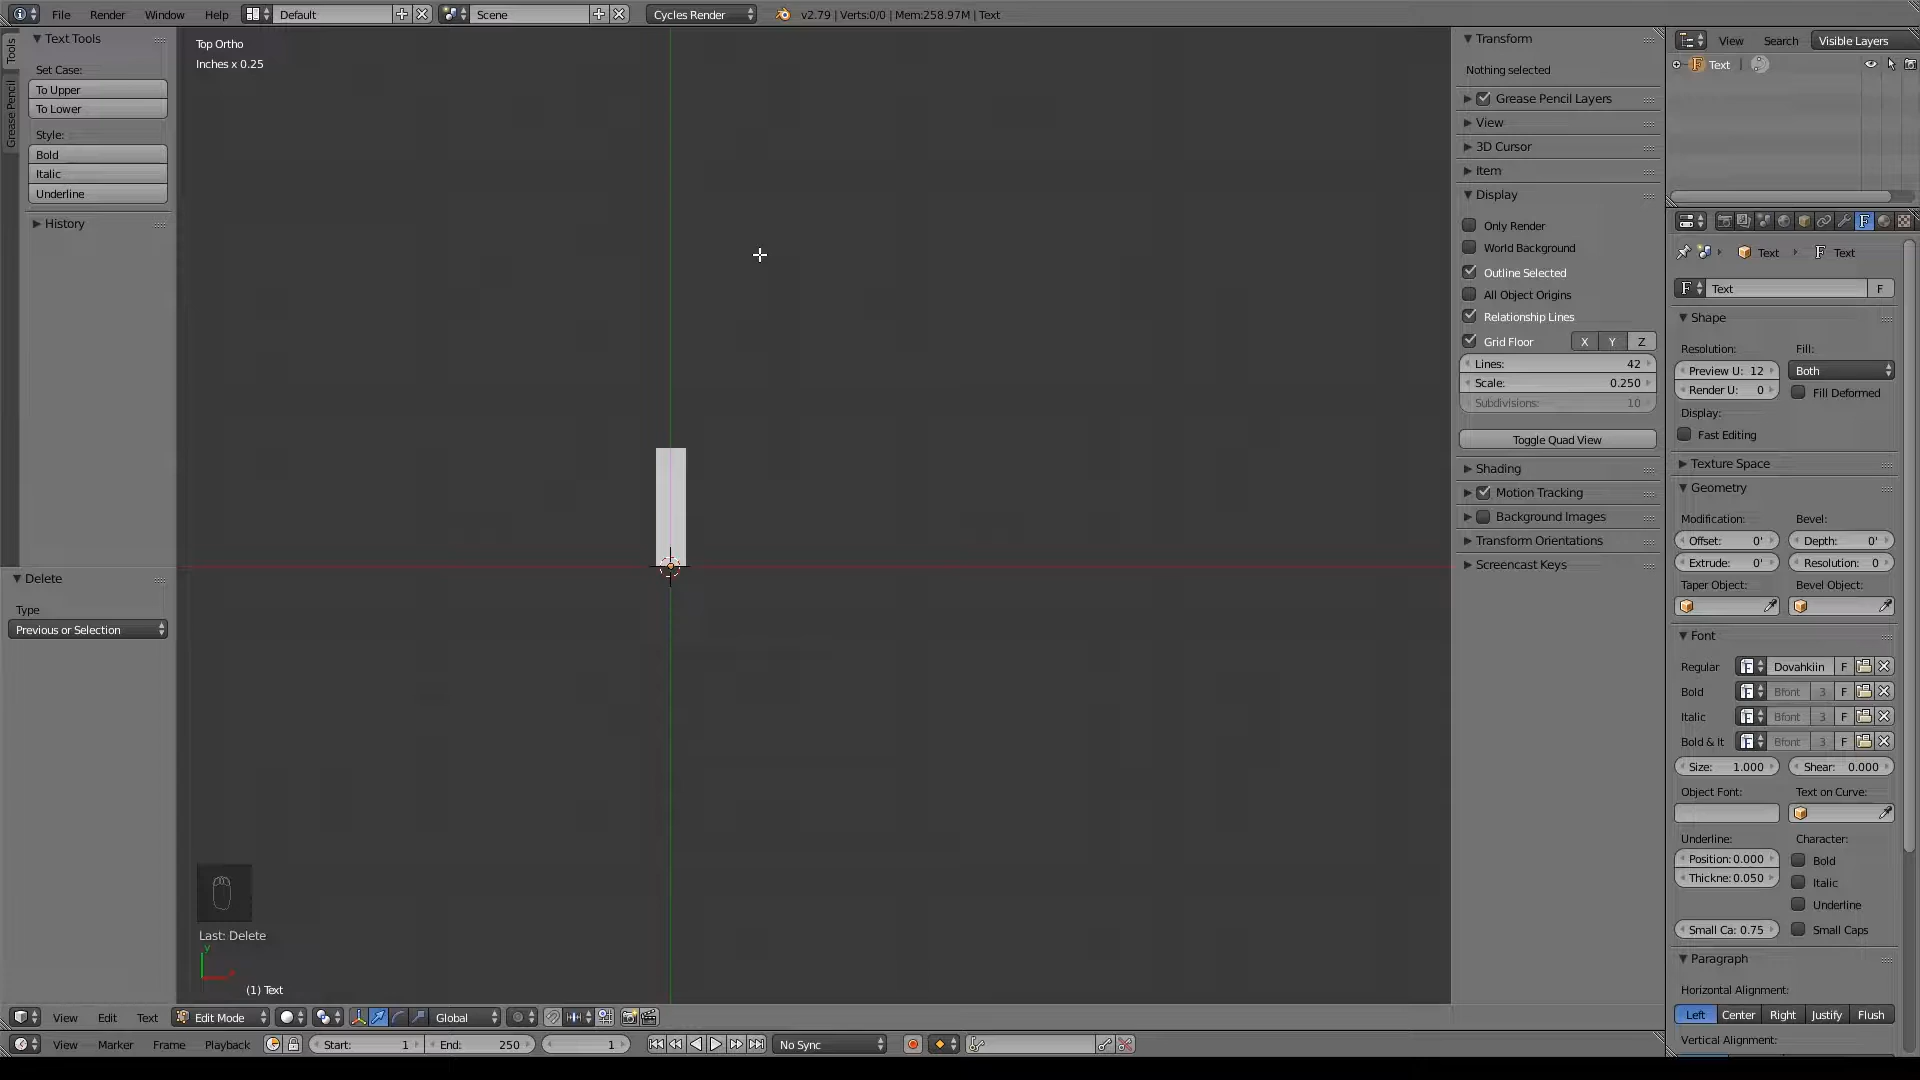 File Render Window Help Default Scene Cycles Render v2.79 | Verts:0/0 | Mem:258.97M | Text
Tools
Grease Pencil
Text Tools
Set Case:
To Upper
To Lower
Style:
Bold
Italic
Underline
History
Delete
Type
Previous or Selection
Top Ortho
Inches x 0.25
Last: Delete
y
(1) Text
Transform
Nothing selected
Grease Pencil Layers
View
3D Cursor
Item
Display
Only Render
World Background
Outline Selected
All Object Origins
Relationship Lines
Grid Floor X Y Z
Lines: 42
Scale: 0.250
Subdivisions: 10
Toggle Quad View
Shading
Motion Tracking
Background Images
Transform Orientations
Screencast Keys
View Search Visible Layers
F Text
Text F Text
F Text F
Shape
Resolution: Fill:
Preview U: 12 Both
Render U: 0 Fill Deformed
Display:
Fast Editing
Texture Space
Geometry
Modification: Bevel:
Offset: 0' Depth: 0'
Extrude: 0' Resolution: 0
Taper Object: Bevel Object:
Font
Regular F Dovahkiin F
Bold F Bfont 3 F
Italic F Bfont 3 F
Bold & It F Bfont 3 F
Size: 1.000 Shear: 0.000
Object Font: Text on Curve:
Underline: Character:
Position: 0.000 Bold
Thickne: 0.050 Italic
Underline
Small Ca: 0.75 Small Caps
Paragraph
Horizontal Alignment:
Left Center Right Justify Flush
Vertical Alignment:
View Edit Text Edit Mode Global
View Marker Frame Playback Start: 1 End: 250 1 No Sync